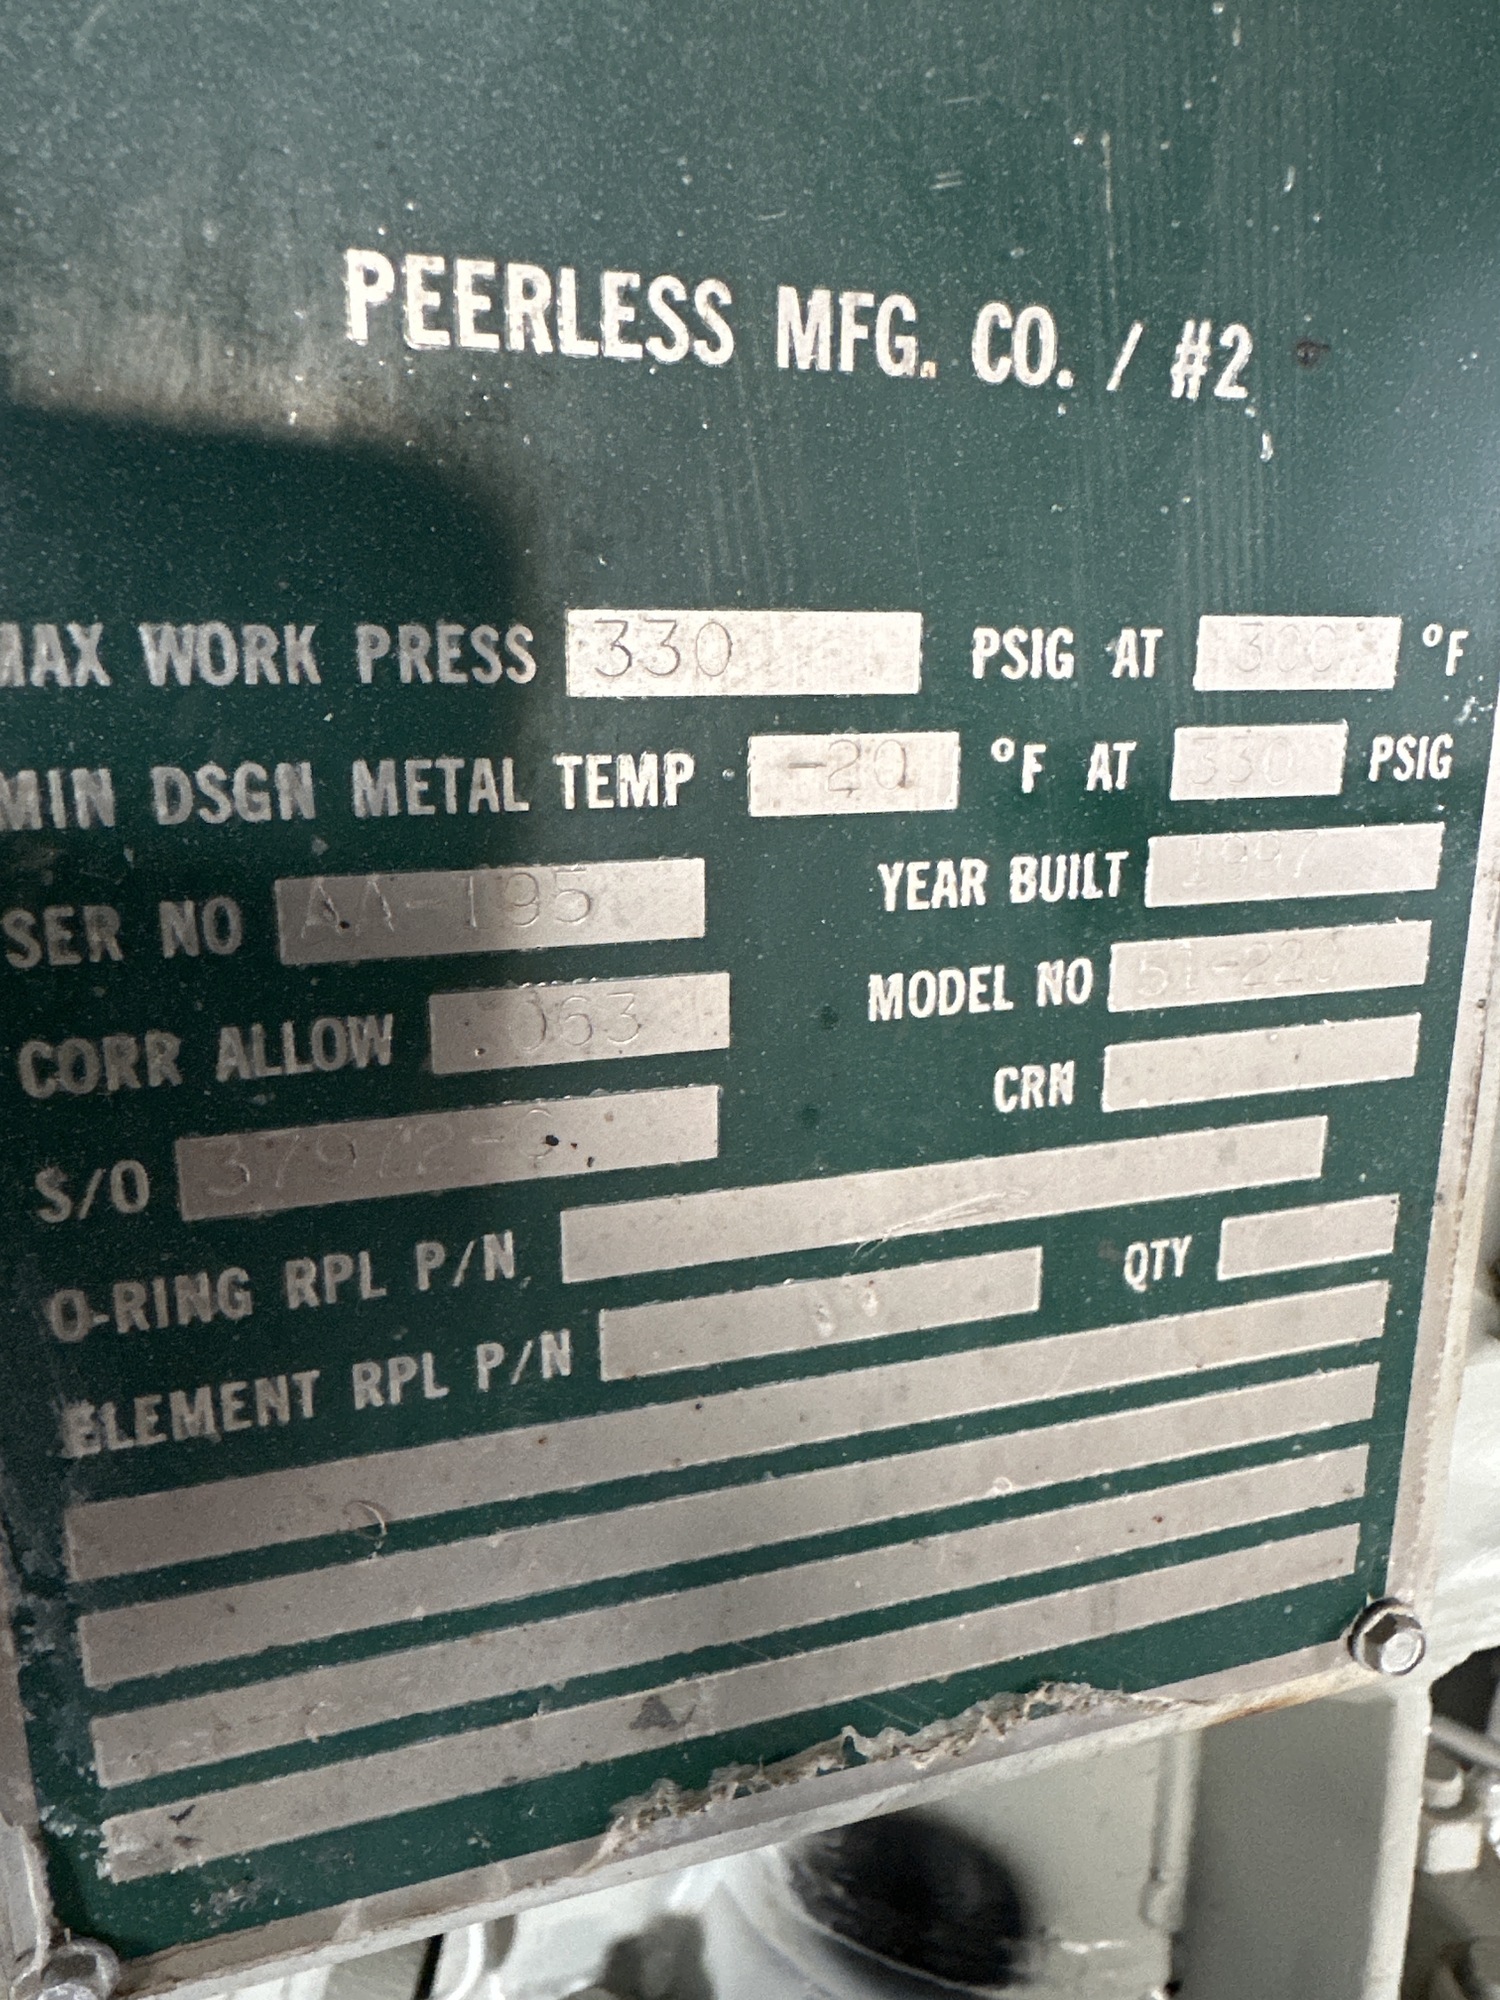 PEERLESS MFG. CO. / #2
MAX WORK PRESS 330 PSIG AT 300 °F
MIN DSGN METAL TEMP -20 °F AT 330 PSIG
SER NO AA-195 YEAR BUILT 1997
CORR ALLOW .063 MODEL NO
S/O CRN
O-RING RPL P/N
ELEMENT RPL P/N QTY